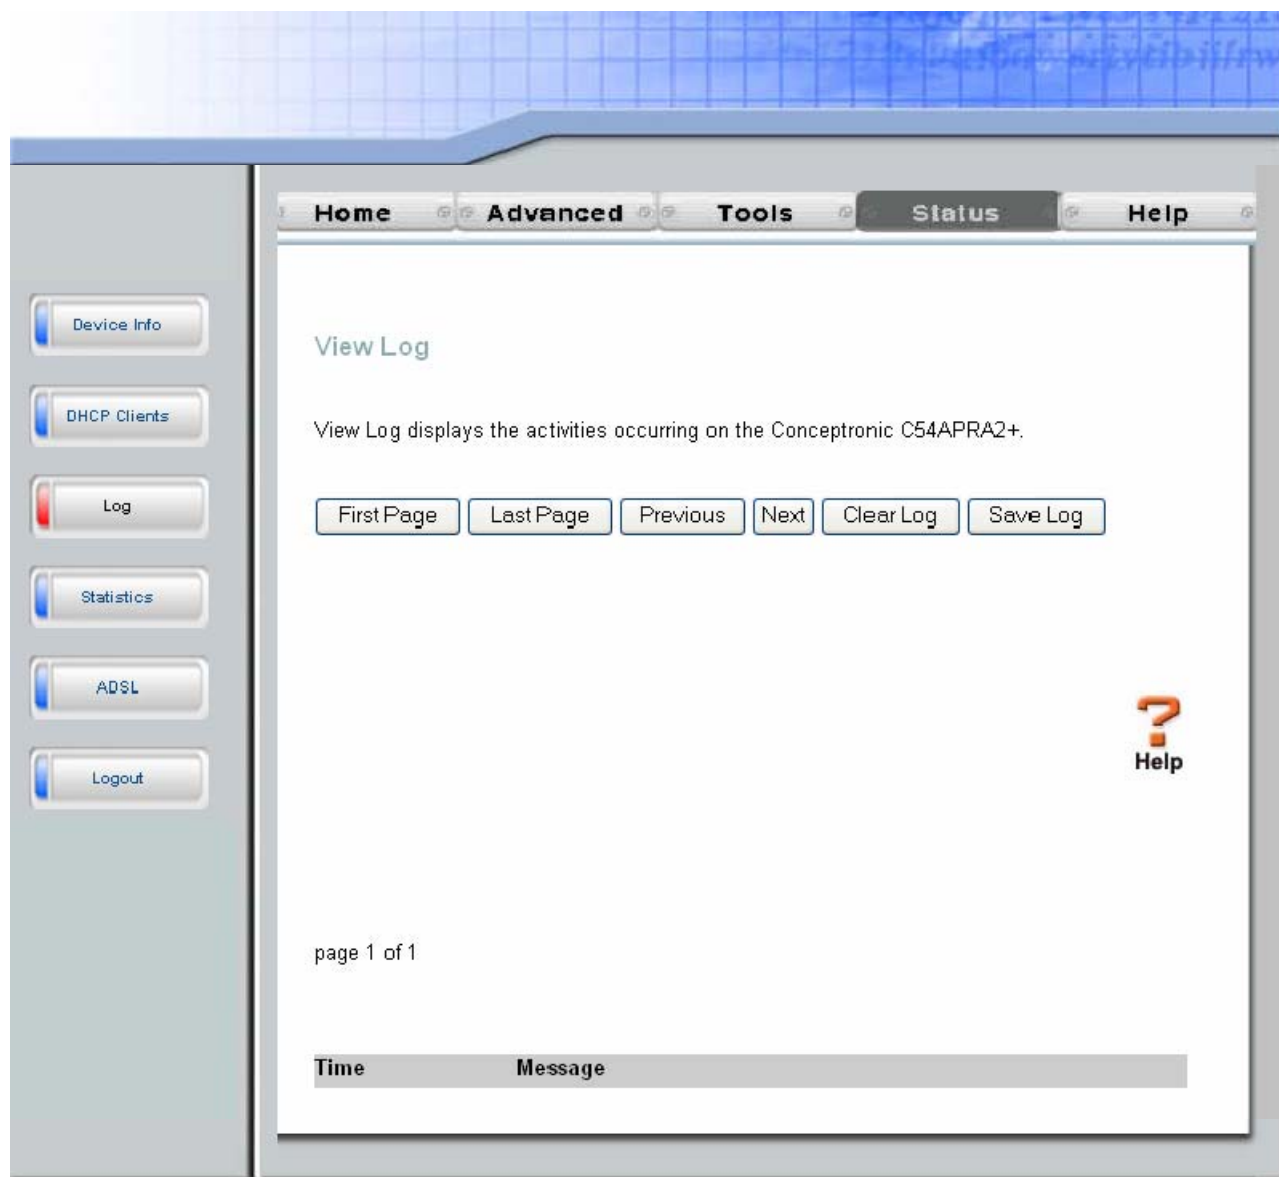 Home Advanced Tools Status Help
Device Info
DHCP Clients
Log
Statistics
ADSL
Logout
View Log
View Log displays the activities occurring on the Conceptronic C54APRA2+.
First Page Last Page Previous Next Clear Log Save Log
Help
page 1 of 1
Time Message